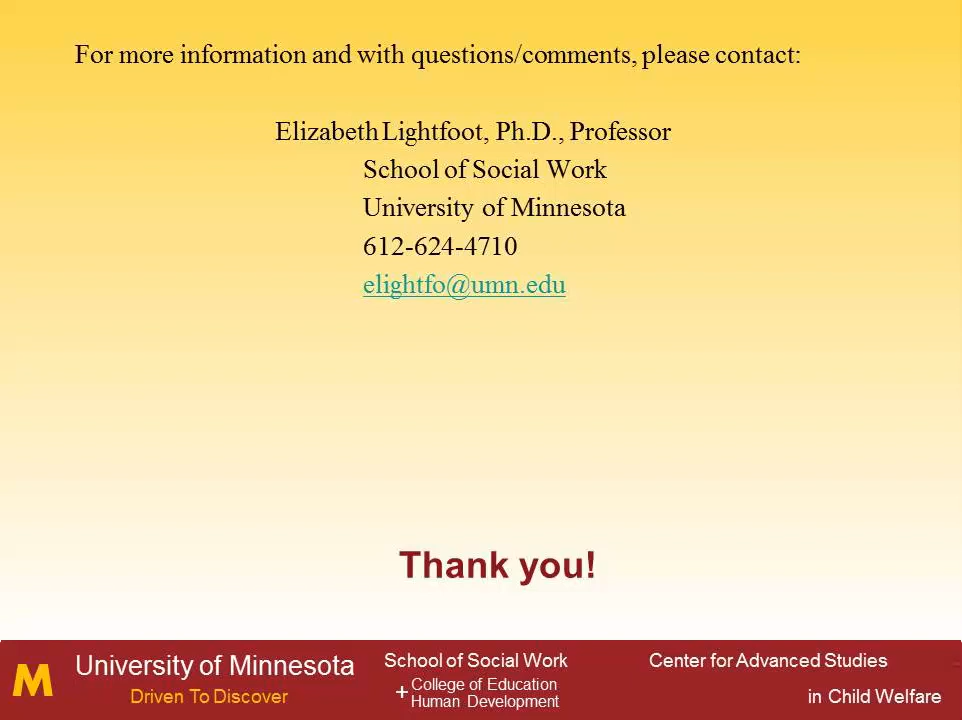 For more information and with questions/comments, please contact:
Elizabeth Lightfoot, Ph.D., Professor
School of Social Work
University of Minnesota
612-624-4710
elightfo@umn.edu
Thank you!
M
University of Minnesota
Driven To Discover
School of Social Work
+ College of Education
Human Development
Center for Advanced Studies
in Child Welfare